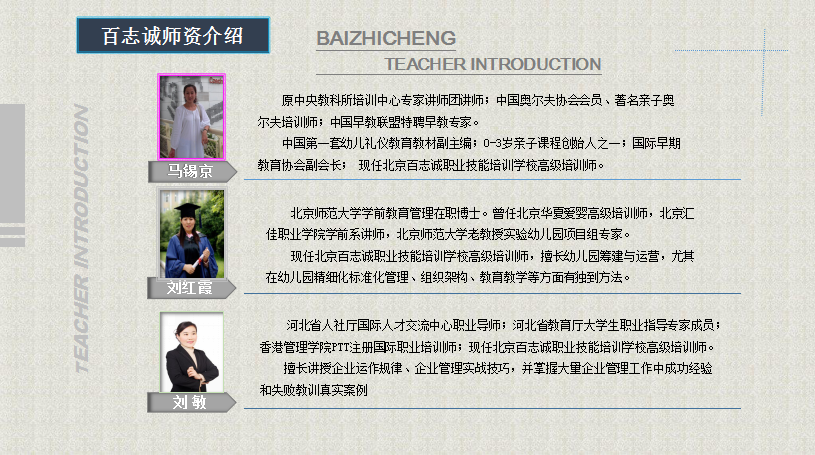 百志诚师资介绍
BAIZHICHENG
TEACHER INTRODUCTION
TEACHER INTRODUCTION
原中央教科所培训中心专家讲师团讲师；中国奥尔夫协会会员、著名亲子奥
尔夫培训师；中国早教联盟特聘早教专家。
中国第一套幼儿礼仪教育教材副主编；0-3岁亲子课程创始人之一；国际早期
教育协会副会长； 现任北京百志诚职业技能培训学校高级培训师。
马锡京
北京师范大学学前教育管理在职博士。曾任北京华夏爱婴高级培训师，北京汇
佳职业学院学前系讲师，北京师范大学老教授实验幼儿园项目组专家。
现任北京百志诚职业技能培训学校高级培训师，擅长幼儿园筹建与运营，尤其
在幼儿园精细化标准化管理、组织架构、教育教学等方面有独到方法。
刘红霞
河北省人社厅国际人才交流中心职业导师；河北省教育厅大学生职业指导专家成员；
香港管理学院PTT注册国际职业培训师；现任北京百志诚职业技能培训学校高级培训师。
擅长讲授企业运作规律、企业管理实战技巧，并掌握大量企业管理工作中成功经验
和失败教训真实案例
刘 敏